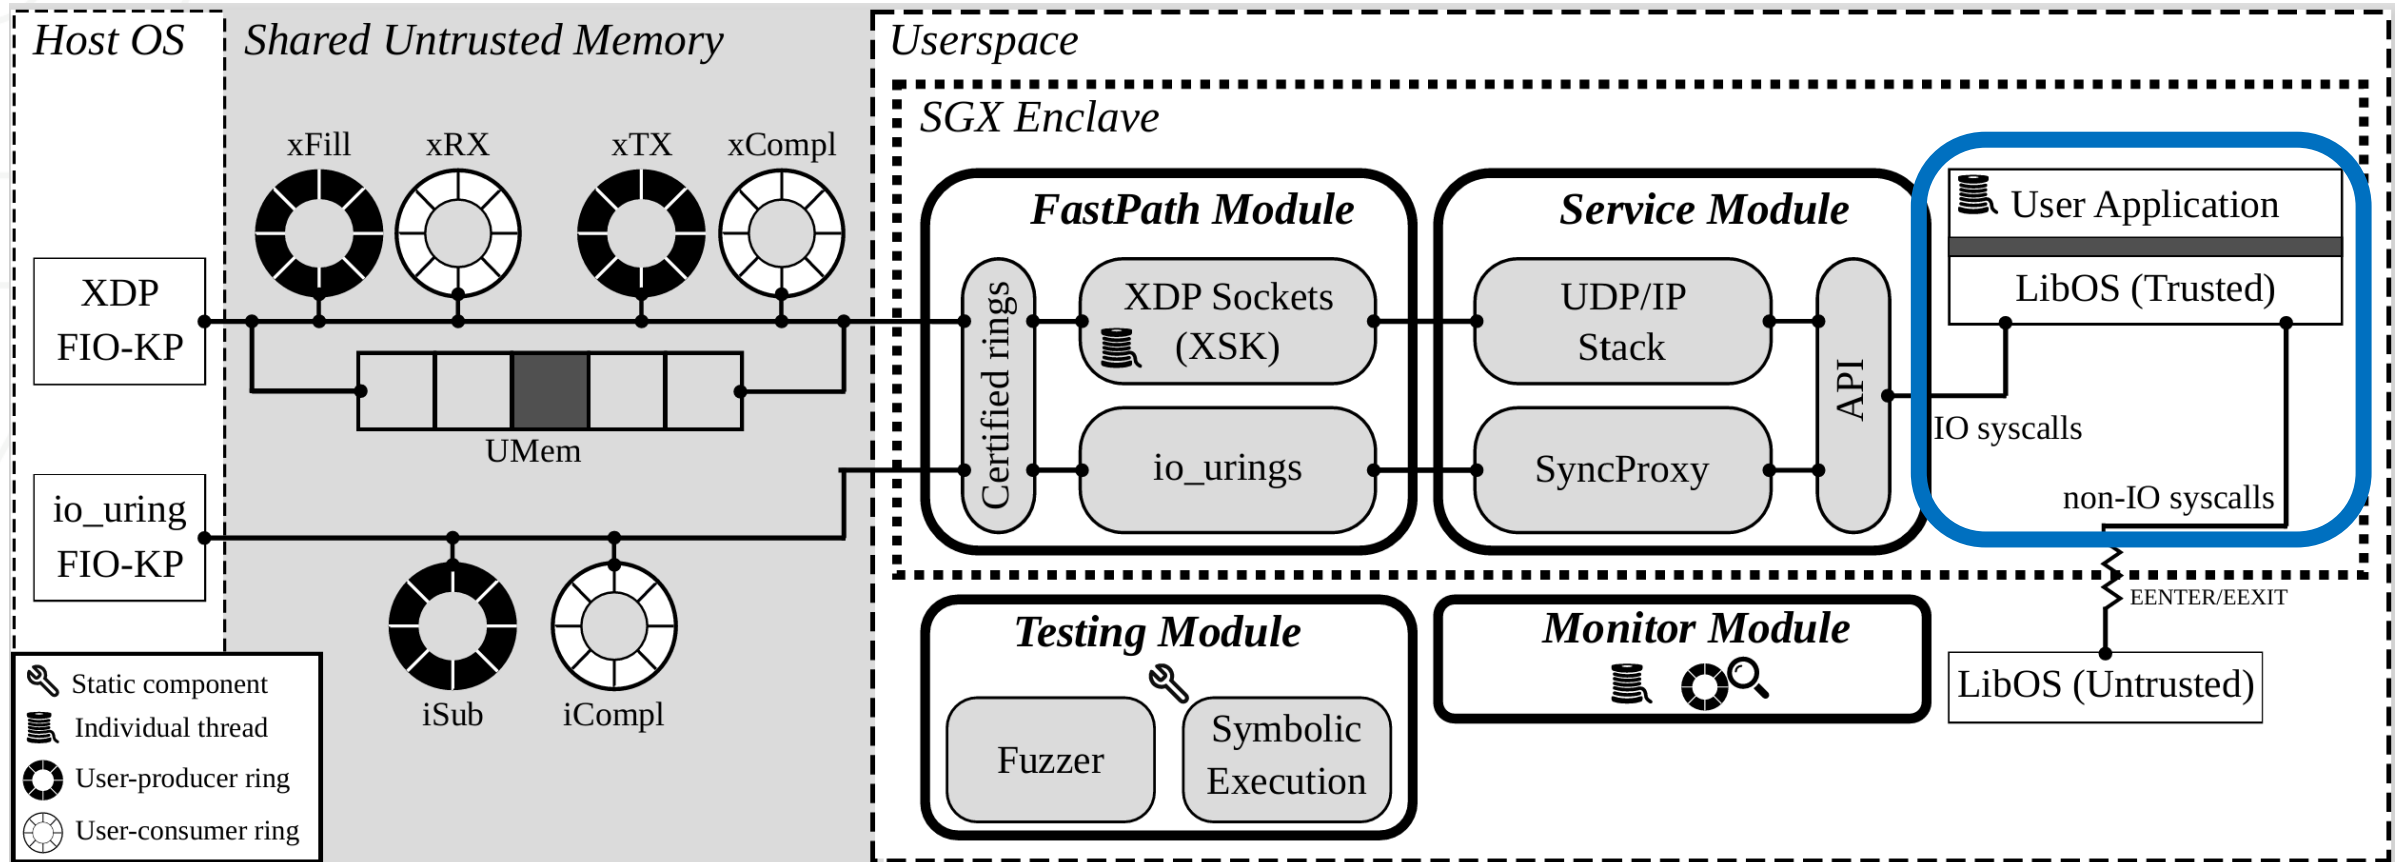 Host OS
Shared Untrusted Memory
Userspace
SGX Enclave
xFill
xRX
xTX
xCompl
XDP
FIO-KP
UMem
io_uring
FIO-KP
iSub
iCompl
FastPath Module
Certified rings
XDP Sockets
(XSK)
io_urings
Service Module
UDP/IP
Stack
SyncProxy
API
User Application
LibOS (Trusted)
IO syscalls
non-IO syscalls
EENTER/EEXIT
LibOS (Untrusted)
Testing Module
Fuzzer
Symbolic
Execution
Monitor Module
Static component
Individual thread
User-producer ring
User-consumer ring